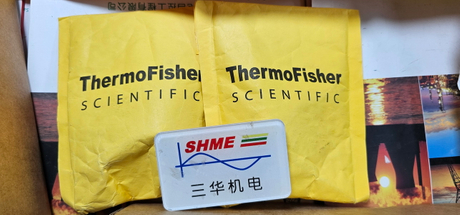 ThermoFisher
SCIENTIFIC
ThermoFisher
SCIENTIFIC
SHME
三华机电